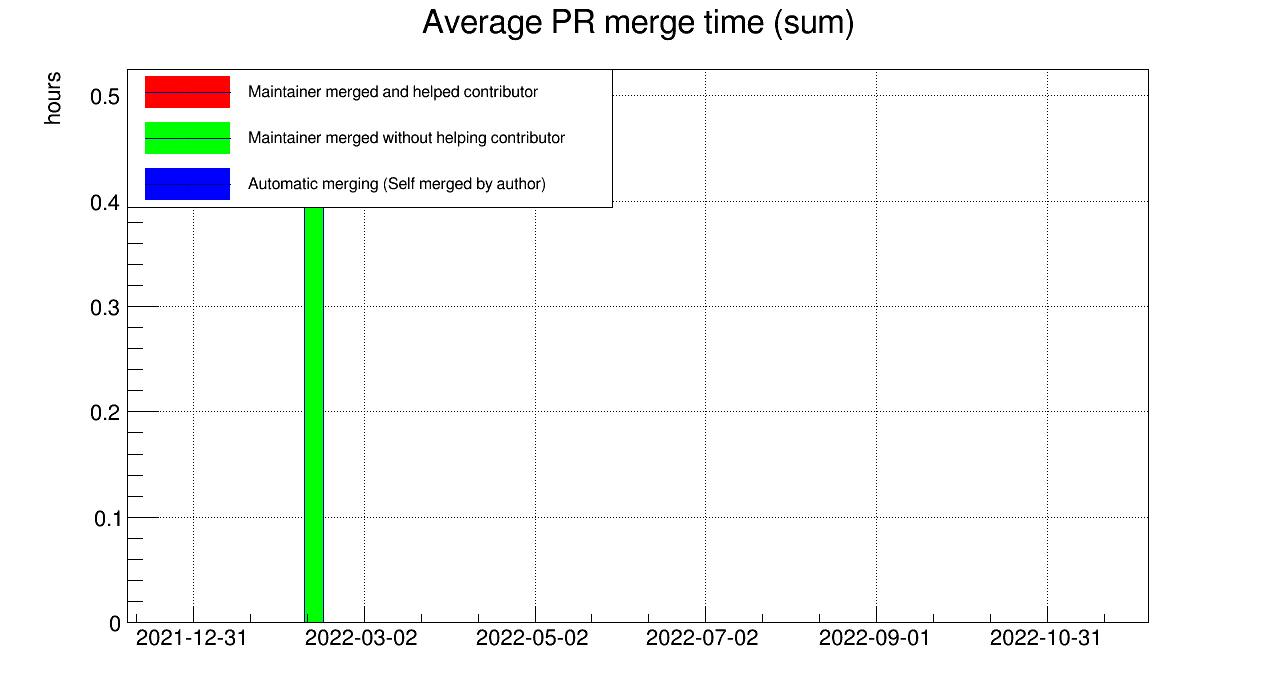 Average PR merge time (sum)
hours
Maintainer merged and helped contributor
Maintainer merged without helping contributor
Automatic merging (Self merged by author)
0.5
0.4
0.3
0.2
0.1
0
2021-12-31 2022-03-02 2022-05-02 2022-07-02 2022-09-01 2022-10-31